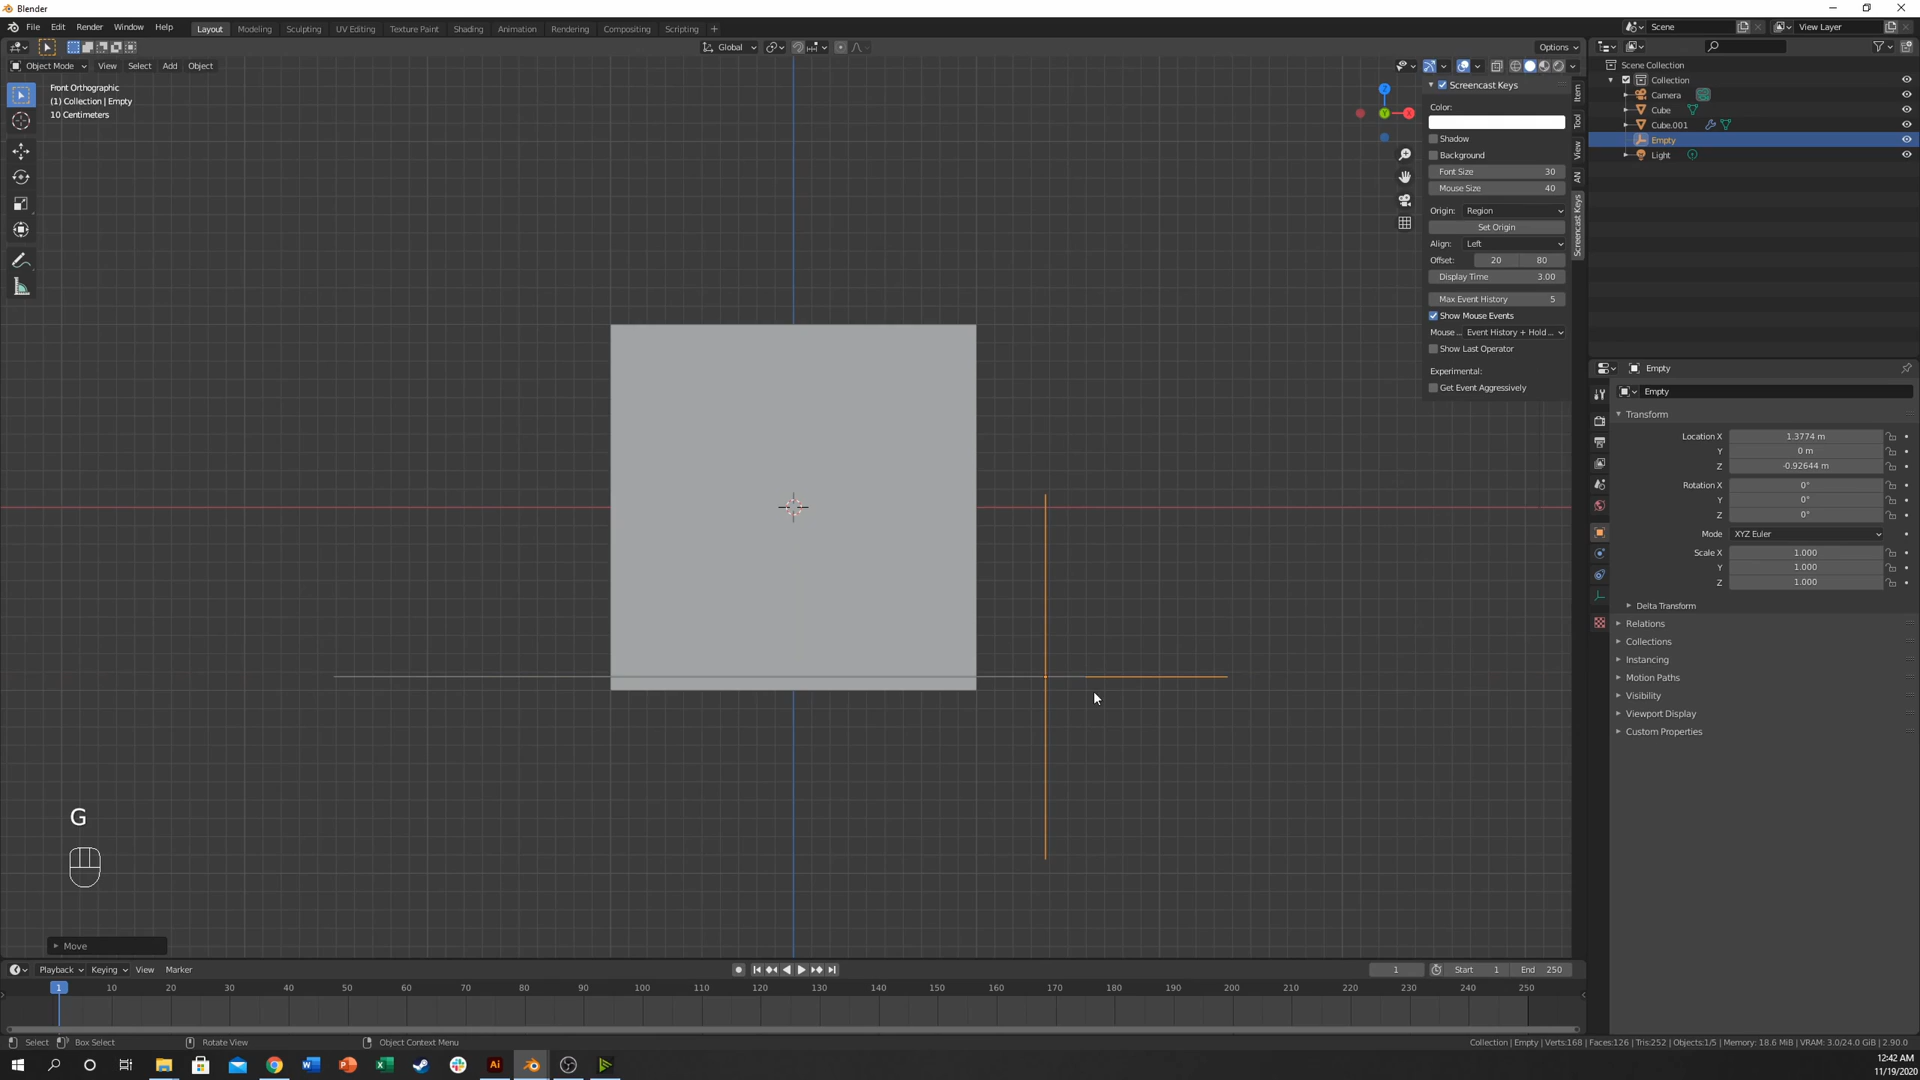 Blender
File Edit Render Window Help Layout Modeling Sculpting UV Editing Texture Paint Shading Animation Rendering Compositing Scripting + Scene View Layer
Global Options
Object Mode View Select Add Object
Front Orthographic
(1) Collection | Empty
10 Centimeters
Z
Y
X
Screencast Keys
Color:
Shadow
Background
Font Size 30
Mouse Size 40
Origin: Region
Set Origin
Align: Left
Offset: 20 80
Display Time 3.00
Max Event History 5
Show Mouse Events
Mouse ... Event History + Hold ...
Show Last Operator
Experimental:
Get Event Aggressively
Item
Tool
View
AN
Screencast Keys
Scene Collection
Collection
Camera
Cube
Cube.001
Empty
Light
Empty
Empty
Transform
Location X 1.3774 m
Y 0 m
Z -0.92644 m
Rotation X 0°
Y 0°
Z 0°
Mode XYZ Euler
Scale X 1.000
Y 1.000
Z 1.000
Delta Transform
Relations
Collections
Instancing
Motion Paths
Visibility
Viewport Display
Custom Properties
G
Move
Playback Keying View Marker 1 Start 1 End 250
1 10 20 30 40 50 60 70 80 90 100 110 120 130 140 150 160 170 180 190 200 210 220 230 240 250
Select Box Select Rotate View Object Context Menu Collection | Empty | Verts:168 | Faces:126 | Tris:252 | Objects:1/5 | Memory: 18.6 MiB | VRAM: 3.0/24.0 GiB | 2.90.0
12:42 AM
11/19/2020